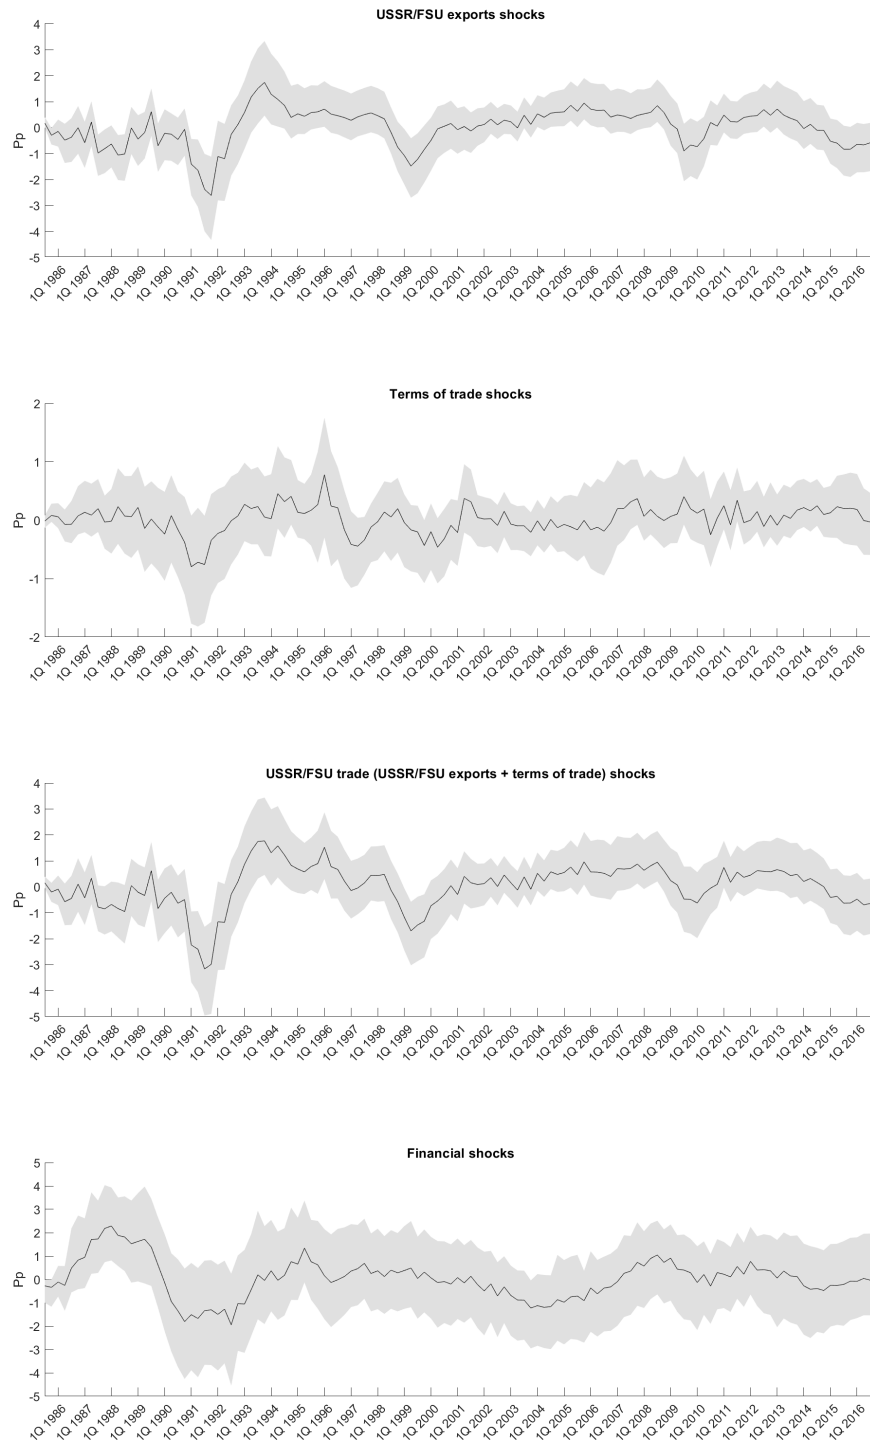 USSR/FSU exports shocks
4
3
2
1
0
-1
-2
-3
-4
-5
Pp
1Q 1986
1Q 1987
1Q 1988
1Q 1989
1Q 1990
1Q 1991
1Q 1992
1Q 1993
1Q 1994
1Q 1995
1Q 1996
1Q 1997
1Q 1998
1Q 1999
1Q 2000
1Q 2001
1Q 2002
1Q 2003
1Q 2004
1Q 2005
1Q 2006
1Q 2007
1Q 2008
1Q 2009
1Q 2010
1Q 2011
1Q 2012
1Q 2013
1Q 2014
1Q 2015
1Q 2016
Terms of trade shocks
2
1
0
-1
-2
Pp
1Q 1986
1Q 1987
1Q 1988
1Q 1989
1Q 1990
1Q 1991
1Q 1992
1Q 1993
1Q 1994
1Q 1995
1Q 1996
1Q 1997
1Q 1998
1Q 1999
1Q 2000
1Q 2001
1Q 2002
1Q 2003
1Q 2004
1Q 2005
1Q 2006
1Q 2007
1Q 2008
1Q 2009
1Q 2010
1Q 2011
1Q 2012
1Q 2013
1Q 2014
1Q 2015
1Q 2016
USSR/FSU trade (USSR/FSU exports + terms of trade) shocks
4
3
2
1
0
-1
-2
-3
-4
-5
Pp
1Q 1986
1Q 1987
1Q 1988
1Q 1989
1Q 1990
1Q 1991
1Q 1992
1Q 1993
1Q 1994
1Q 1995
1Q 1996
1Q 1997
1Q 1998
1Q 1999
1Q 2000
1Q 2001
1Q 2002
1Q 2003
1Q 2004
1Q 2005
1Q 2006
1Q 2007
1Q 2008
1Q 2009
1Q 2010
1Q 2011
1Q 2012
1Q 2013
1Q 2014
1Q 2015
1Q 2016
Financial shocks
5
4
3
2
1
0
-1
-2
-3
-4
-5
Pp
1Q 1986
1Q 1987
1Q 1988
1Q 1989
1Q 1990
1Q 1991
1Q 1992
1Q 1993
1Q 1994
1Q 1995
1Q 1996
1Q 1997
1Q 1998
1Q 1999
1Q 2000
1Q 2001
1Q 2002
1Q 2003
1Q 2004
1Q 2005
1Q 2006
1Q 2007
1Q 2008
1Q 2009
1Q 2010
1Q 2011
1Q 2012
1Q 2013
1Q 2014
1Q 2015
1Q 2016